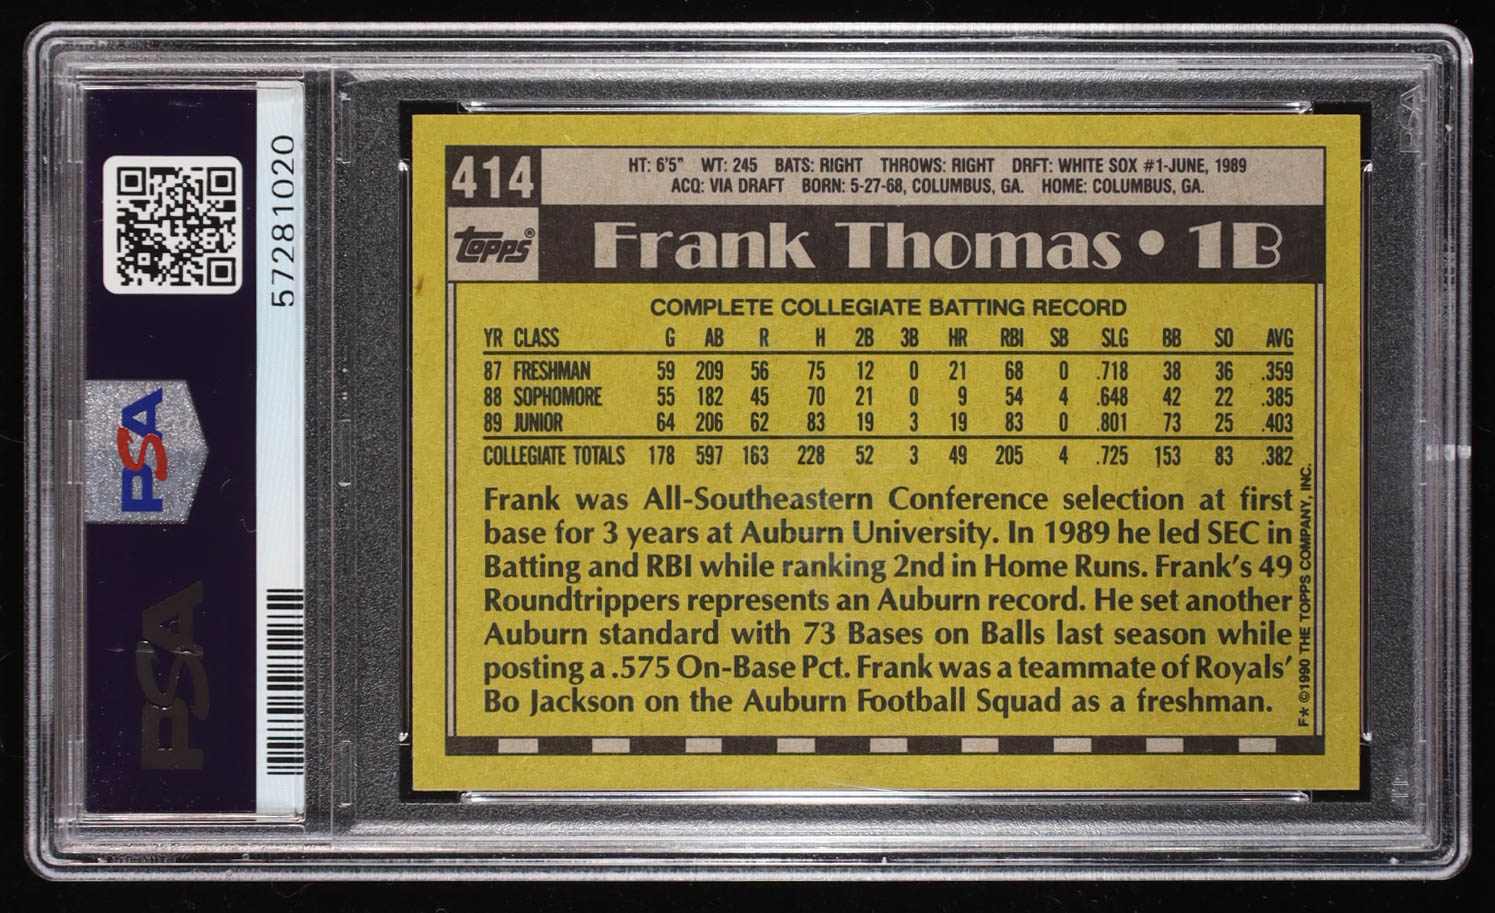 57281020
PSA
PSA
PSA
414
HT: 6'5" WT: 245 BATS: RIGHT THROWS: RIGHT DRFT: WHITE SOX #1-JUNE, 1989
ACQ: VIA DRAFT BORN: 5-27-68, COLUMBUS, GA. HOME: COLUMBUS, GA.
Topps®
Frank Thomas • 1B
COMPLETE COLLEGIATE BATTING RECORD
YR CLASS G AB R H 2B 3B HR RBI SB SLG BB SO AVG
87 FRESHMAN 59 209 56 75 12 0 21 68 0 .718 38 36 .359
88 SOPHOMORE 55 182 45 70 21 0 9 54 4 .648 42 22 .385
89 JUNIOR 64 206 62 83 19 3 19 83 0 .801 73 25 .403
COLLEGIATE TOTALS 178 597 163 228 52 3 49 205 4 .725 153 83 .382
Frank was All-Southeastern Conference selection at first
base for 3 years at Auburn University. In 1989 he led SEC in
Batting and RBI while ranking 2nd in Home Runs. Frank's 49
Roundtrippers represents an Auburn record. He set another
Auburn standard with 73 Bases on Balls last season while
posting a .575 On-Base Pct. Frank was a teammate of Royals'
Bo Jackson on the Auburn Football Squad as a freshman.
F* ©1990 THE TOPPS COMPANY, INC.